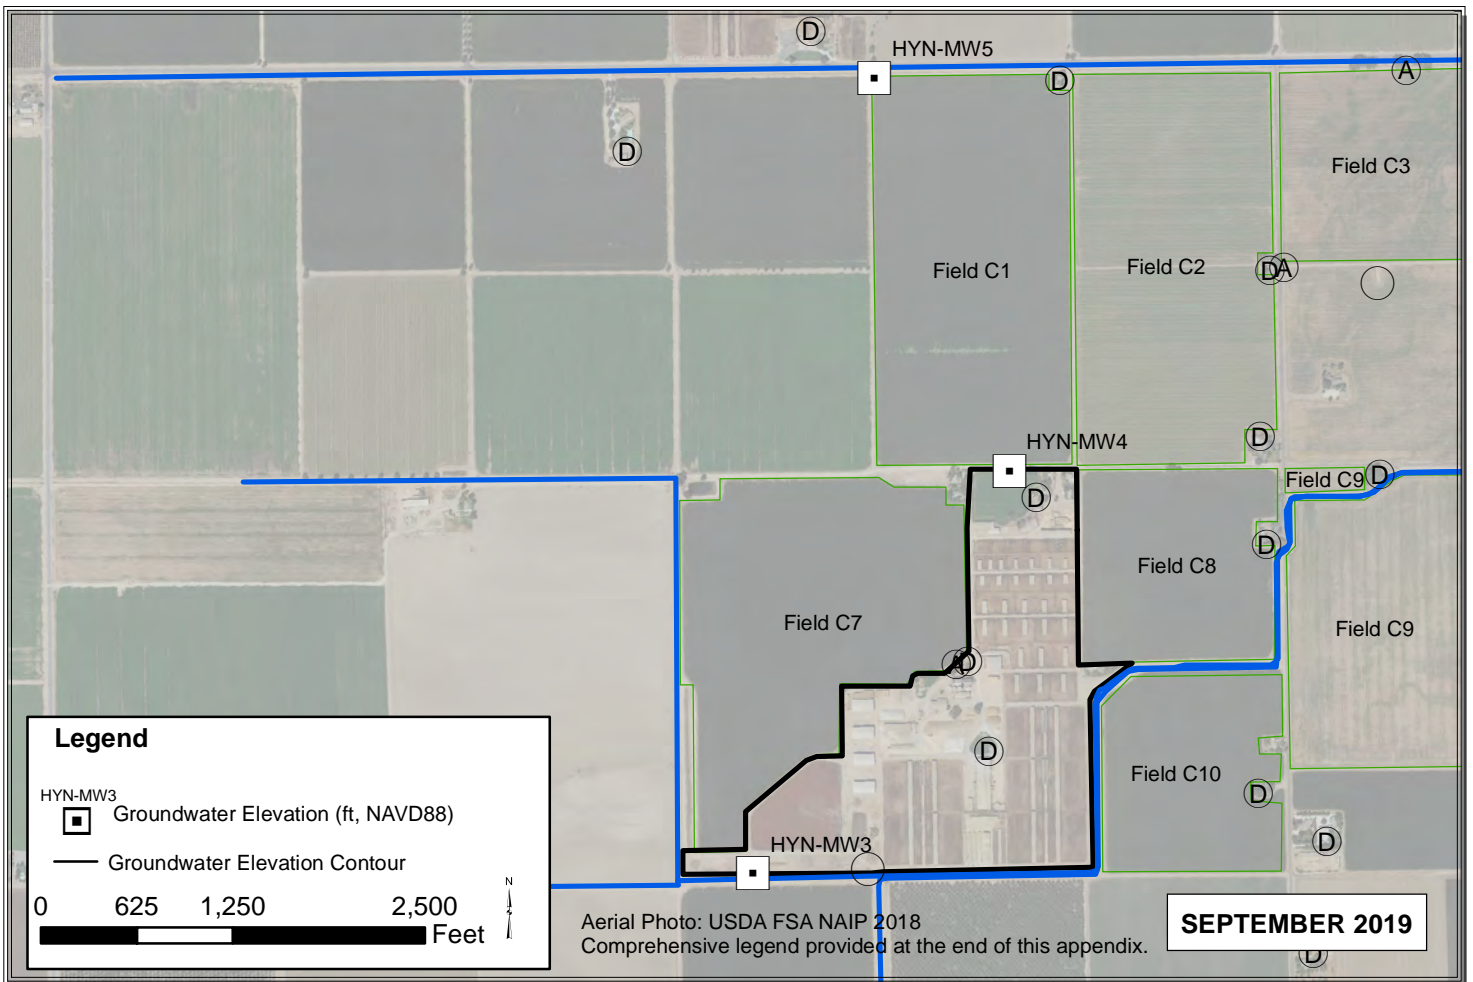 D
HYN-MW5
D
A
D
Field C3
Field C1
Field C2
D
A
HYN-MW4
D
D
Field C9
D
D
Field C8
Field C7
Field C9
A
D
D
Field C10
D
D
HYN-MW3
Legend
HYN-MW3
Groundwater Elevation (ft, NAVD88)
Groundwater Elevation Contour
N
0 625 1,250 2,500
Feet
Aerial Photo: USDA FSA NAIP 2018
Comprehensive legend provided at the end of this appendix.
SEPTEMBER 2019
D